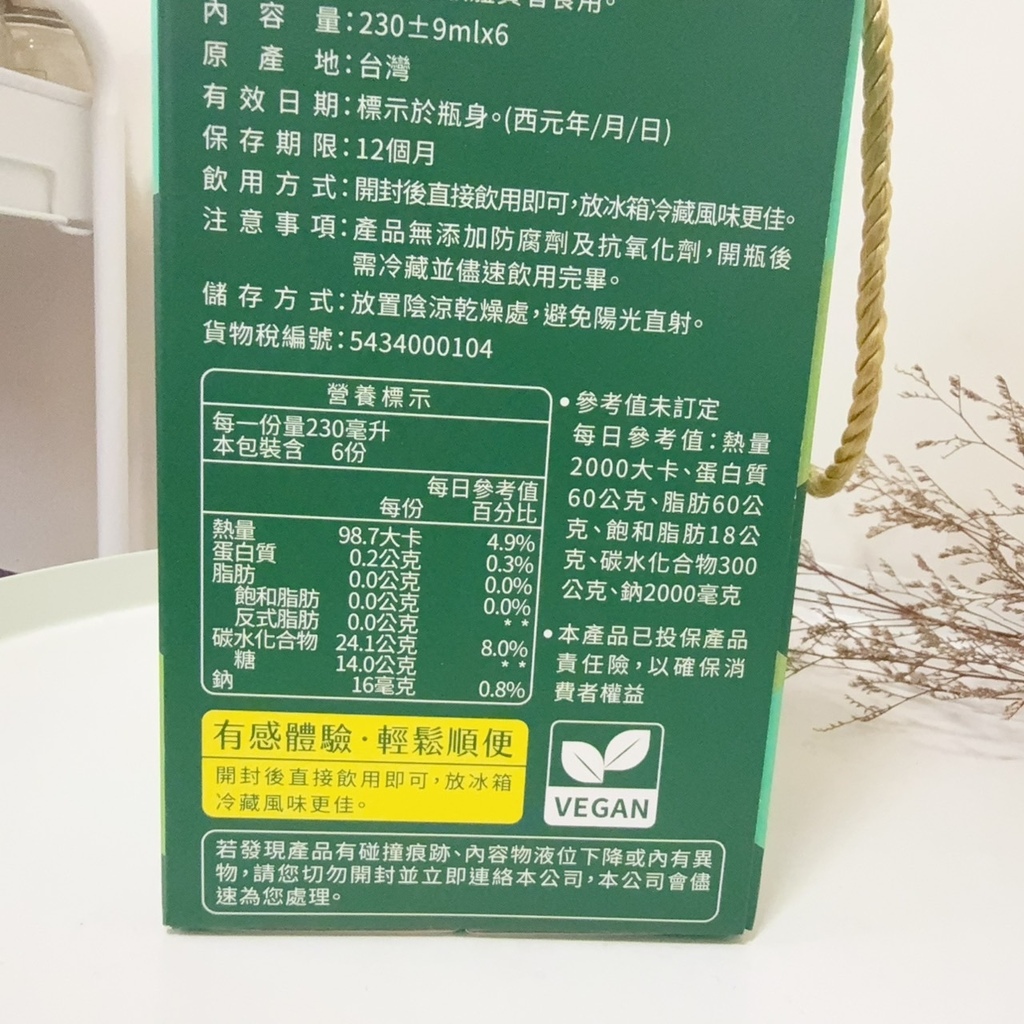 食用。
內容量:230±9mlx6
原產地:台灣
有效日期:標示於瓶身。(西元年/月/日)
保存期限:12個月
飲用方式:開封後直接飲用即可,放冰箱冷藏風味更佳。
注意事項:產品無添加防腐劑及抗氧化劑,開瓶後
需冷藏並儘速飲用完畢。
儲存方式:放置陰涼乾燥處,避免陽光直射。
貨物稅編號:5434000104
營養標示
每一份量230毫升
本包裝含 6份
每日參考值
每份 百分比
熱量 98.7大卡 4.9%
蛋白質 0.2公克 0.3%
脂肪 0.0公克 0.0%
飽和脂肪 0.0公克 0.0%
反式脂肪 0.0公克 **
碳水化合物 24.1公克 8.0%
糖 14.0公克 **
鈉 16毫克 0.8%
•參考值未訂定
每日參考值:熱量
2000大卡、蛋白質
60公克、脂肪60公
克、飽和脂肪18公
克、碳水化合物300
公克、鈉2000毫克
•本產品已投保產品
責任險,以確保消
費者權益
有感體驗·輕鬆順便
開封後直接飲用即可,放冰箱
冷藏風味更佳。
VEGAN
若發現產品有碰撞痕跡、內容物液位下降或內有異
物,請您切勿開封並立即連絡本公司,本公司會儘
速為您處理。